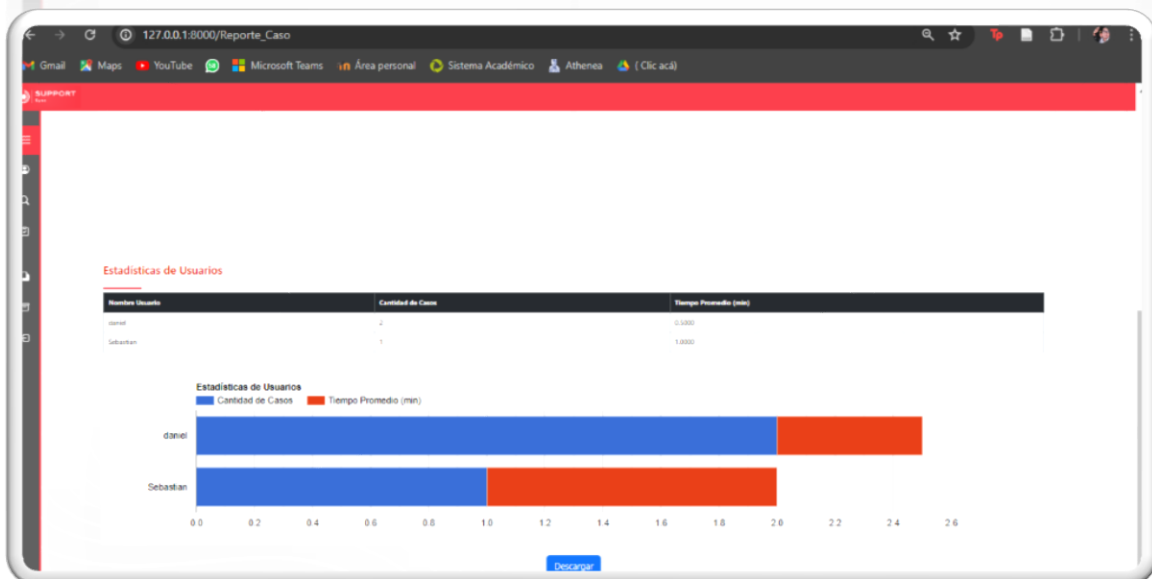 127.0.0.1:8000/Reporte_Caso
Gmail Maps YouTube Microsoft Teams Área personal Sistema Académico Athenea ( Clic acá)
SUPPORT
Estadísticas de Usuarios
Nombre Usuario Cantidad de Casos Tiempo Promedio (min)
daniel 2 0.5000
Sebastian 1 1.0000
Estadísticas de Usuarios
Cantidad de Casos Tiempo Promedio (min)
daniel
Sebastian
0.0 0.2 0.4 0.6 0.8 1.0 1.2 1.4 1.6 1.8 2.0 2.2 2.4 2.6
Descargar